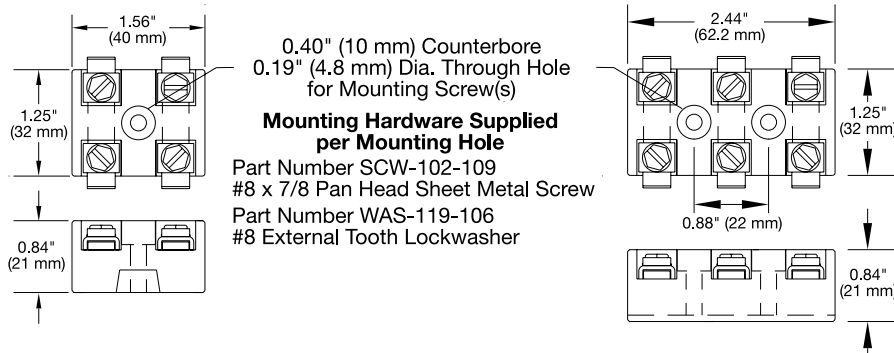 1.56"
(40 mm)
1.25"
(32 mm)
0.84"
(21 mm)
0.40" (10 mm) Counterbore
0.19" (4.8 mm) Dia. Through Hole
for Mounting Screw(s)
Mounting Hardware Supplied
per Mounting Hole
Part Number SCW-102-109
#8 x 7/8 Pan Head Sheet Metal Screw
Part Number WAS-119-106
#8 External Tooth Lockwasher
2.44"
(62.2 mm)
1.25"
(32 mm)
0.88" (22 mm)
0.84"
(21 mm)